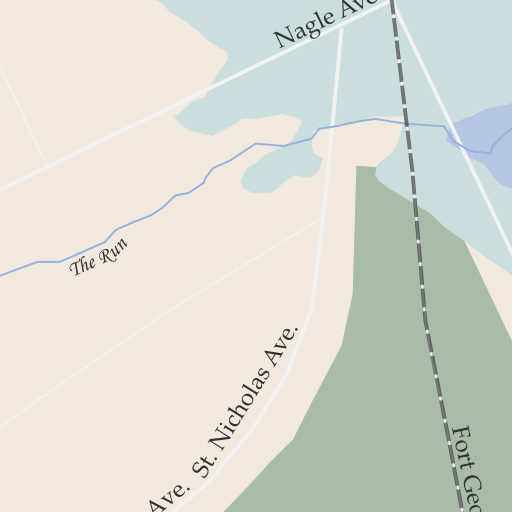 Nagle Ave
The Run
St. Nicholas Ave.
Ave.
Fort Geo